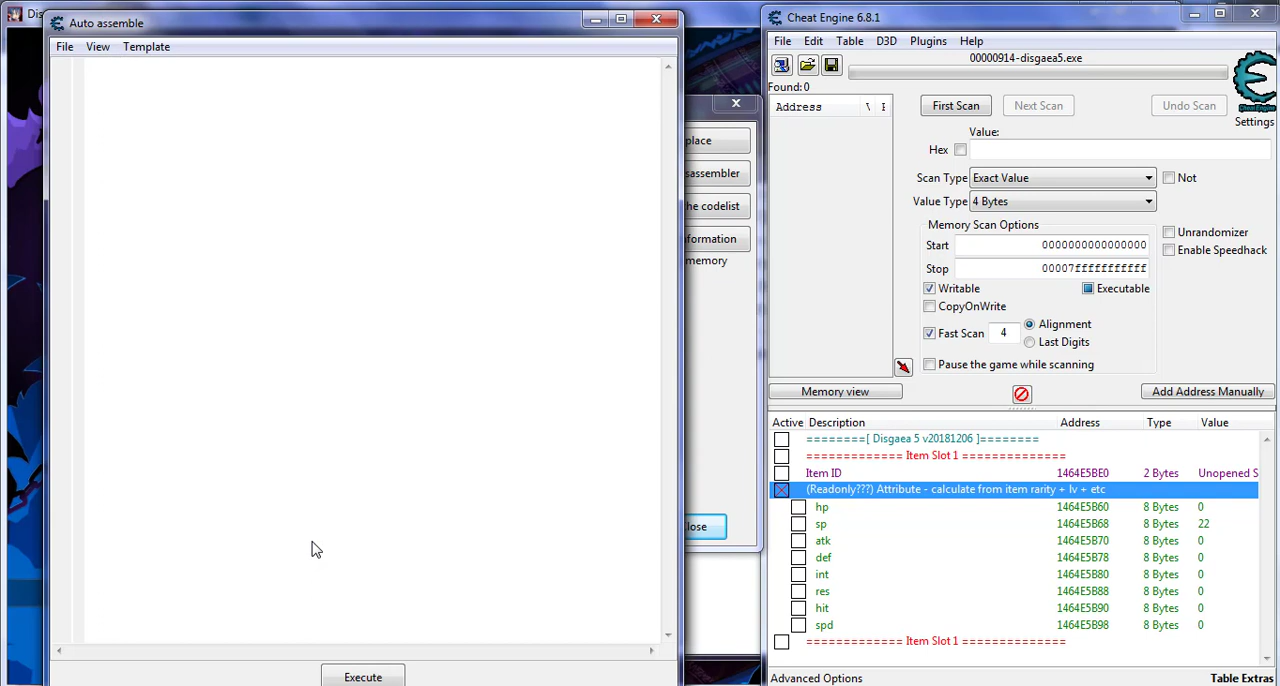 Dis
Auto assemble
File View Template
Execute
place
sassembler
he codelist
formation
memory
lose
Cheat Engine 6.8.1
File Edit Table D3D Plugins Help
00000914-disgaea5.exe
Found:0
Address
First Scan Next Scan Undo Scan
Settings
Value:
Hex
Scan Type Exact Value Not
Value Type 4 Bytes
Memory Scan Options
Start 0000000000000000
Stop 00007fffffffffff
Unrandomizer
Enable Speedhack
Writable Executable
CopyOnWrite
Fast Scan 4 Alignment
Last Digits
Pause the game while scanning
Memory view Add Address Manually
Active Description Address Type Value
========[ Disgaea 5 v20181206 ]========
============= Item Slot 1 ==============
Item ID 1464E5BE0 2 Bytes Unopened S
(Readonly???) Attribute - calculate from item rarity + lv + etc
hp 1464E5B60 8 Bytes 0
sp 1464E5B68 8 Bytes 22
atk 1464E5B70 8 Bytes 0
def 1464E5B78 8 Bytes 0
int 1464E5B80 8 Bytes 0
res 1464E5B88 8 Bytes 0
hit 1464E5B90 8 Bytes 0
spd 1464E5B98 8 Bytes 0
============= Item Slot 1 ==============
Advanced Options Table Extras